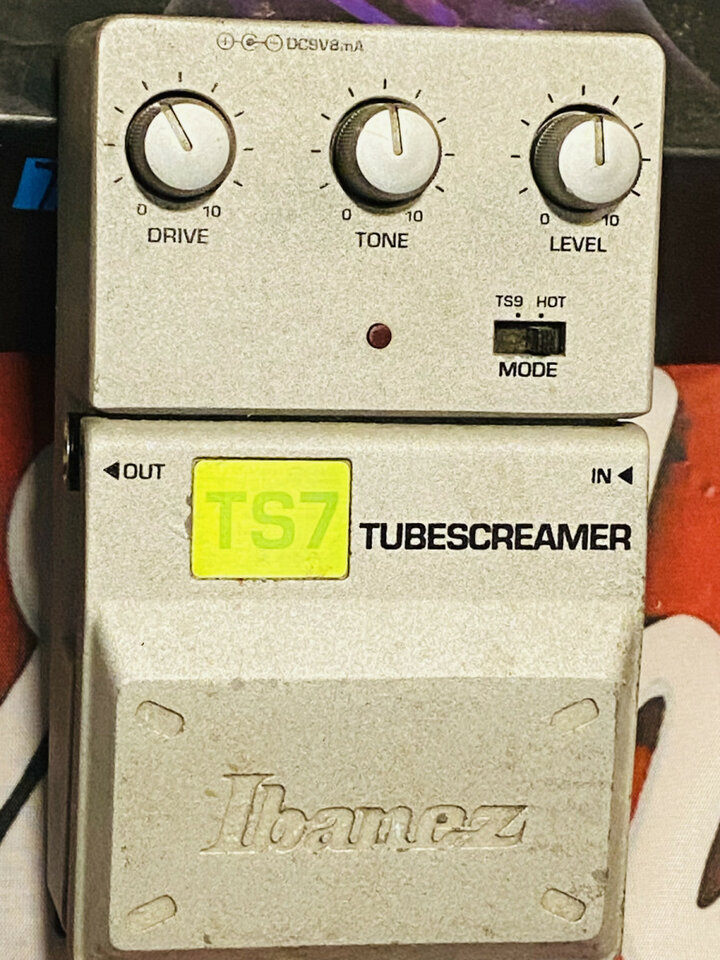 DC9V8mA
0 10
DRIVE
0 10
TONE
0 10
LEVEL
TS9 HOT
MODE
OUT
IN
TS7
TUBESCREAMER
Ibanez